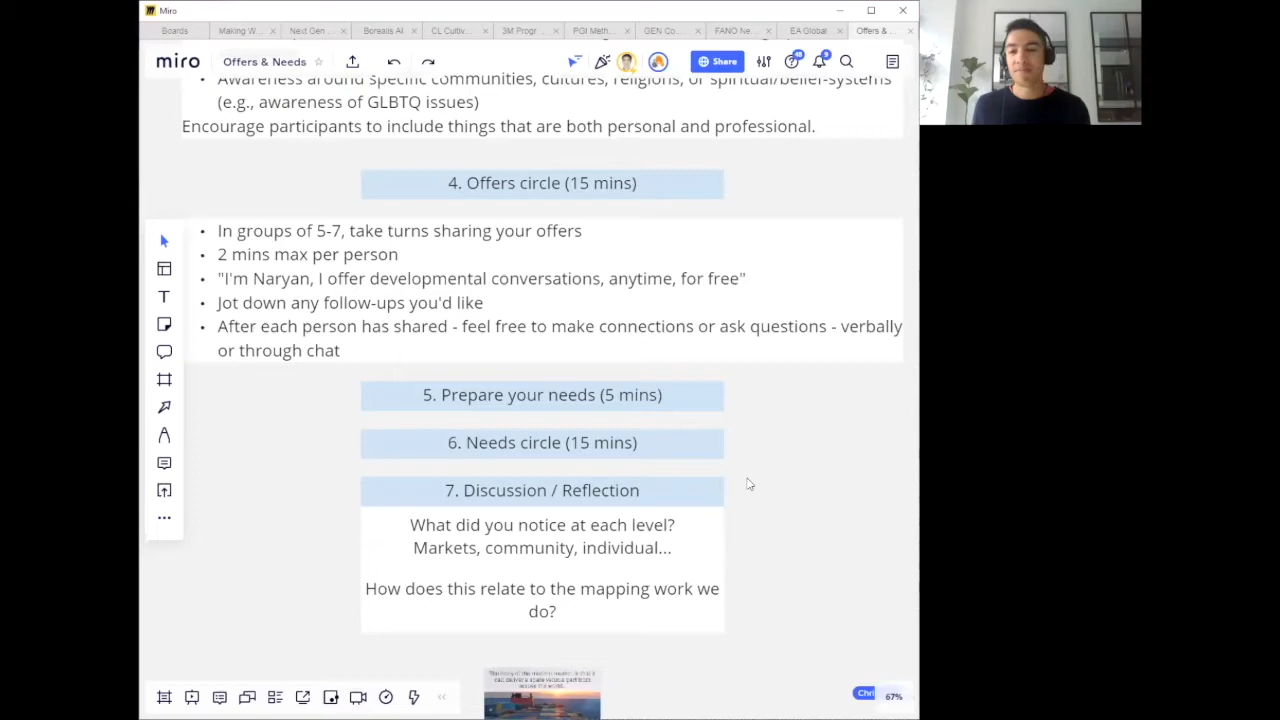 Miro
Boards
Making W...
Next Gen ...
Borealis AI
CL Cultiv...
3M Progr ...
PGI Meth...
GEN Co...
FANO Ne...
EA Global
Offers & ...
miro
Offers & Needs
Share
48
9
Awareness around specific communities, cultures, religions, or spiritual/belief-systems
(e.g., awareness of GLBTQ issues)
Encourage participants to include things that are both personal and professional.
4. Offers circle (15 mins)
• In groups of 5-7, take turns sharing your offers
• 2 mins max per person
• "I'm Naryan, I offer developmental conversations, anytime, for free"
• Jot down any follow-ups you'd like
• After each person has shared - feel free to make connections or ask questions - verbally
or through chat
5. Prepare your needs (5 mins)
6. Needs circle (15 mins)
7. Discussion / Reflection
What did you notice at each level?
Markets, community, individual...
How does this relate to the mapping work we
do?
Chri
67%